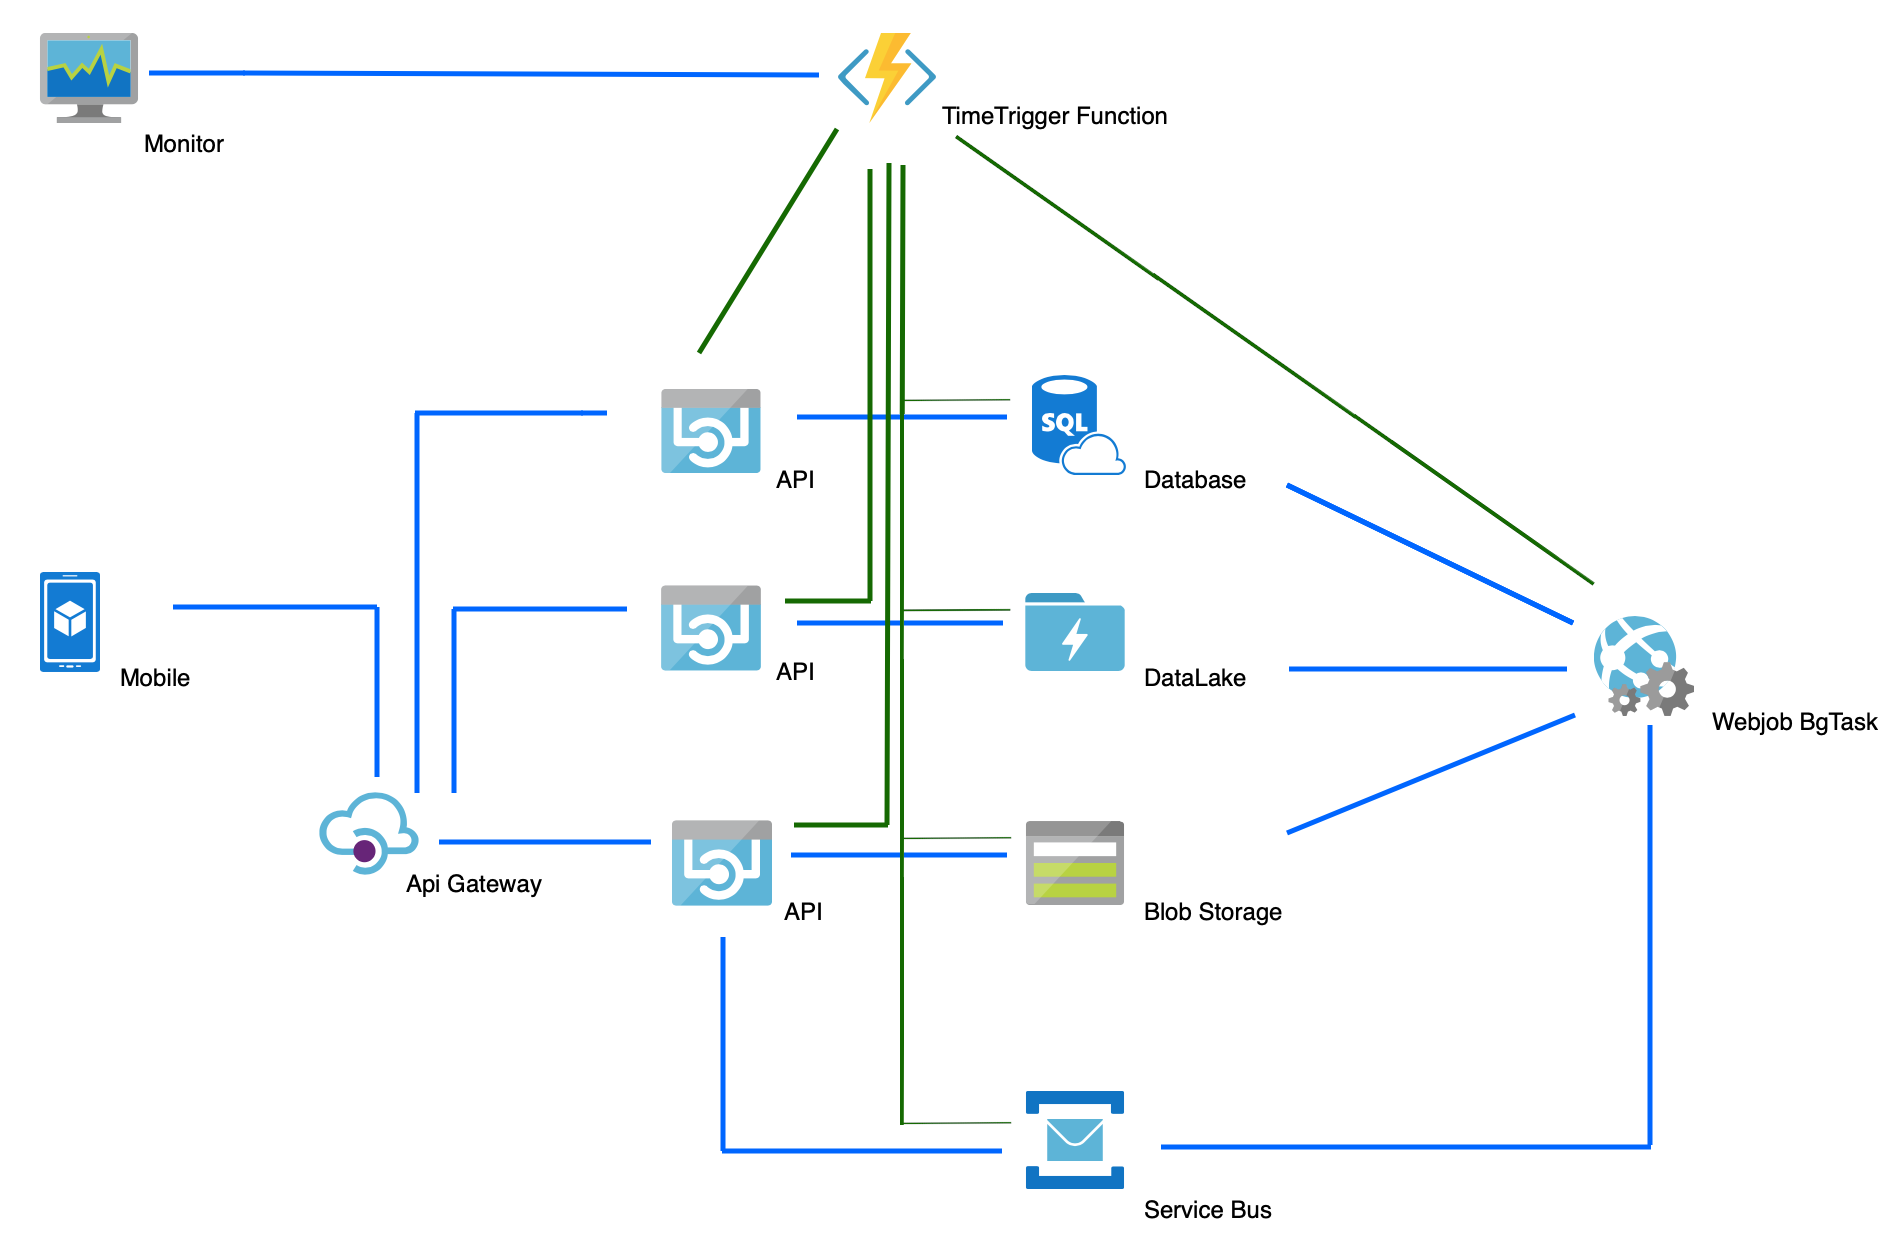 TimeTrigger Function
Monitor
SQL
API
Database
API
Mobile
DataLake
Webjob BgTask
Api Gateway
API
Blob Storage
Service Bus